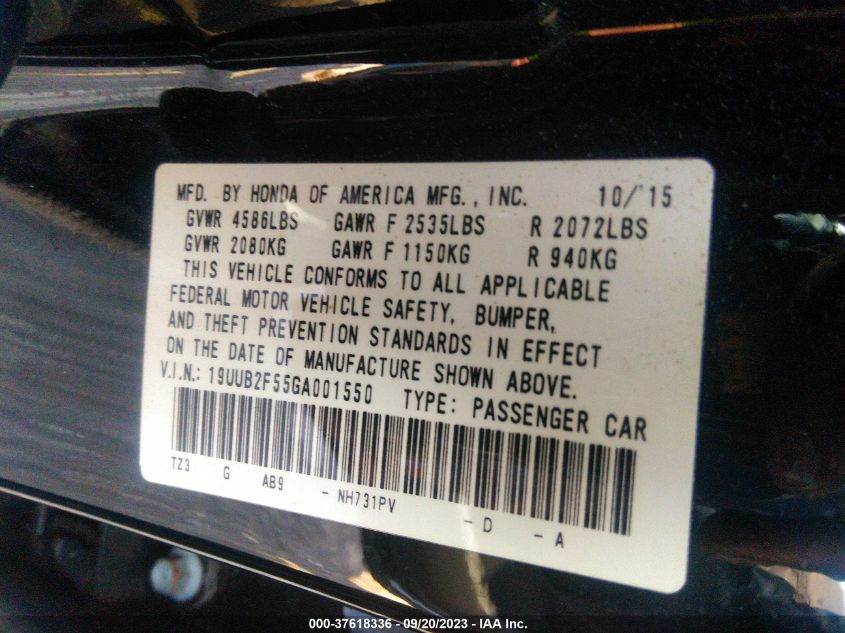 MFD. BY HONDA OF AMERICA MFG., INC. 10/'15
GVWR 4586LBS GAWR F 2535LBS R 2072LBS
GVWR 2080KG GAWR F 1150KG R 940KG
THIS VEHICLE CONFORMS TO ALL APPLICABLE
FEDERAL MOTOR VEHICLE SAFETY, BUMPER,
AND THEFT PREVENTION STANDARDS IN EFFECT
ON THE DATE OF MANUFACTURE SHOWN ABOVE.
V.I.N.: 19UUB2F55GA001550 TYPE: PASSENGER CAR
TZ3 G AB9 - NH731PV - D - A
000-37618336 - 09/20/2023 - IAA Inc.